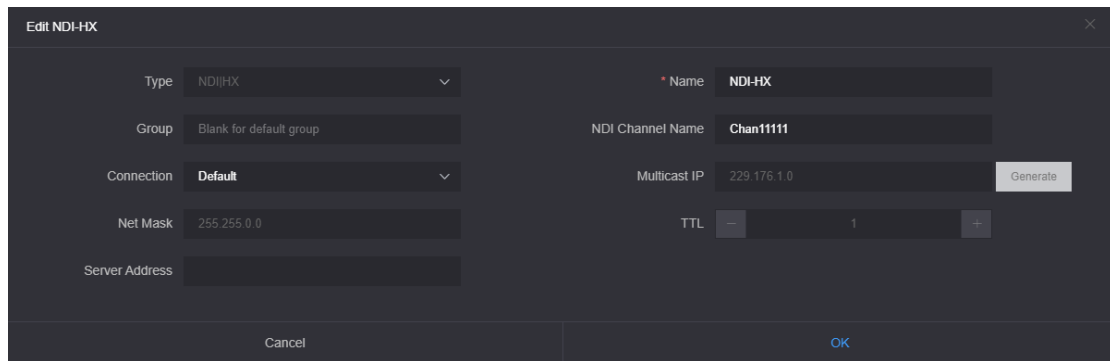 Edit NDI-HX
Type NDI|HX * Name NDI-HX
Group Blank for default group NDI Channel Name Chan11111
Connection Default Multicast IP 229.176.1.0 Generate
Net Mask 255.255.0.0 TTL − 1 +
Server Address
Cancel OK